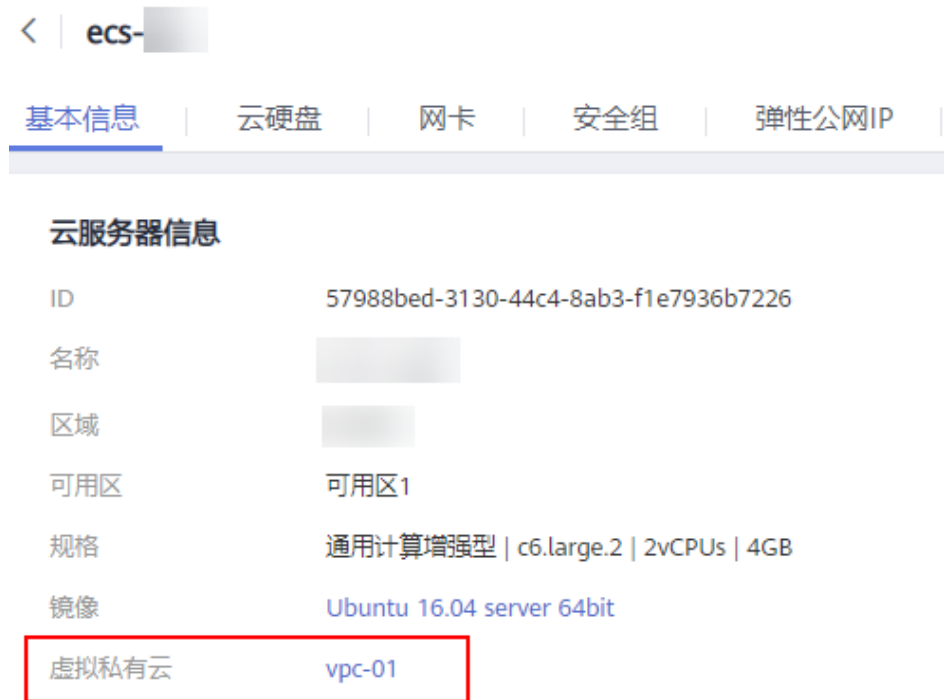 ecs-
基本信息 云硬盘 网卡 安全组 弹性公网IP
云服务器信息
ID 57988bed-3130-44c4-8ab3-f1e7936b7226
名称
区域
可用区 可用区1
规格 通用计算增强型 | c6.large.2 | 2vCPUs | 4GB
镜像 Ubuntu 16.04 server 64bit
虚拟私有云 vpc-01